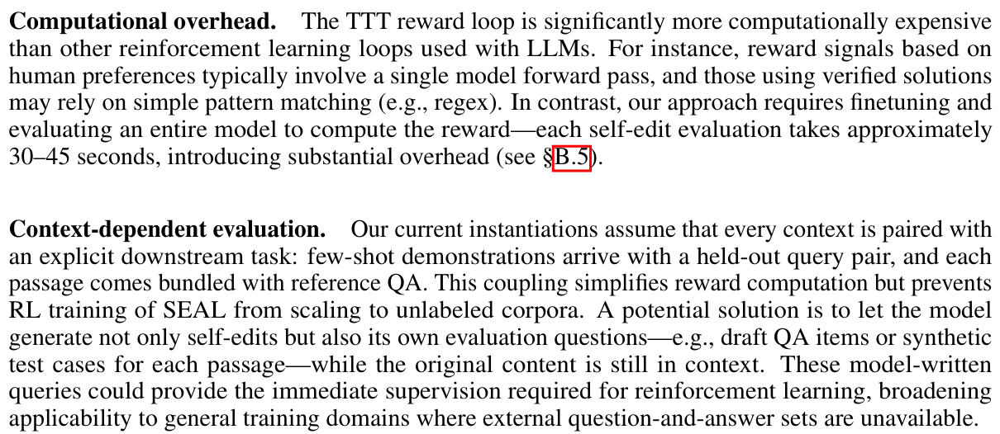 Computational overhead. The TTT reward loop is significantly more computationally expensive
than other reinforcement learning loops used with LLMs. For instance, reward signals based on
human preferences typically involve a single model forward pass, and those using verified solutions
may rely on simple pattern matching (e.g., regex). In contrast, our approach requires finetuning and
evaluating an entire model to compute the reward—each self-edit evaluation takes approximately
30–45 seconds, introducing substantial overhead (see §B.5).
Context-dependent evaluation. Our current instantiations assume that every context is paired with
an explicit downstream task: few-shot demonstrations arrive with a held-out query pair, and each
passage comes bundled with reference QA. This coupling simplifies reward computation but prevents
RL training of SEAL from scaling to unlabeled corpora. A potential solution is to let the model
generate not only self-edits but also its own evaluation questions—e.g., draft QA items or synthetic
test cases for each passage—while the original content is still in context. These model-written
queries could provide the immediate supervision required for reinforcement learning, broadening
applicability to general training domains where external question-and-answer sets are unavailable.